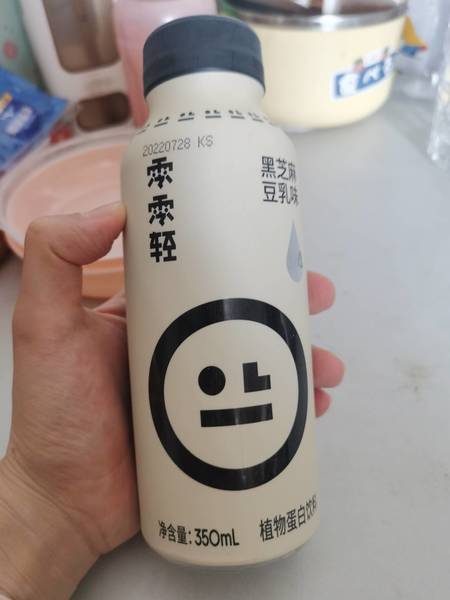 20220728 KS
零零轻
黑芝麻
豆乳味
净含量：350mL
植物蛋白饮料